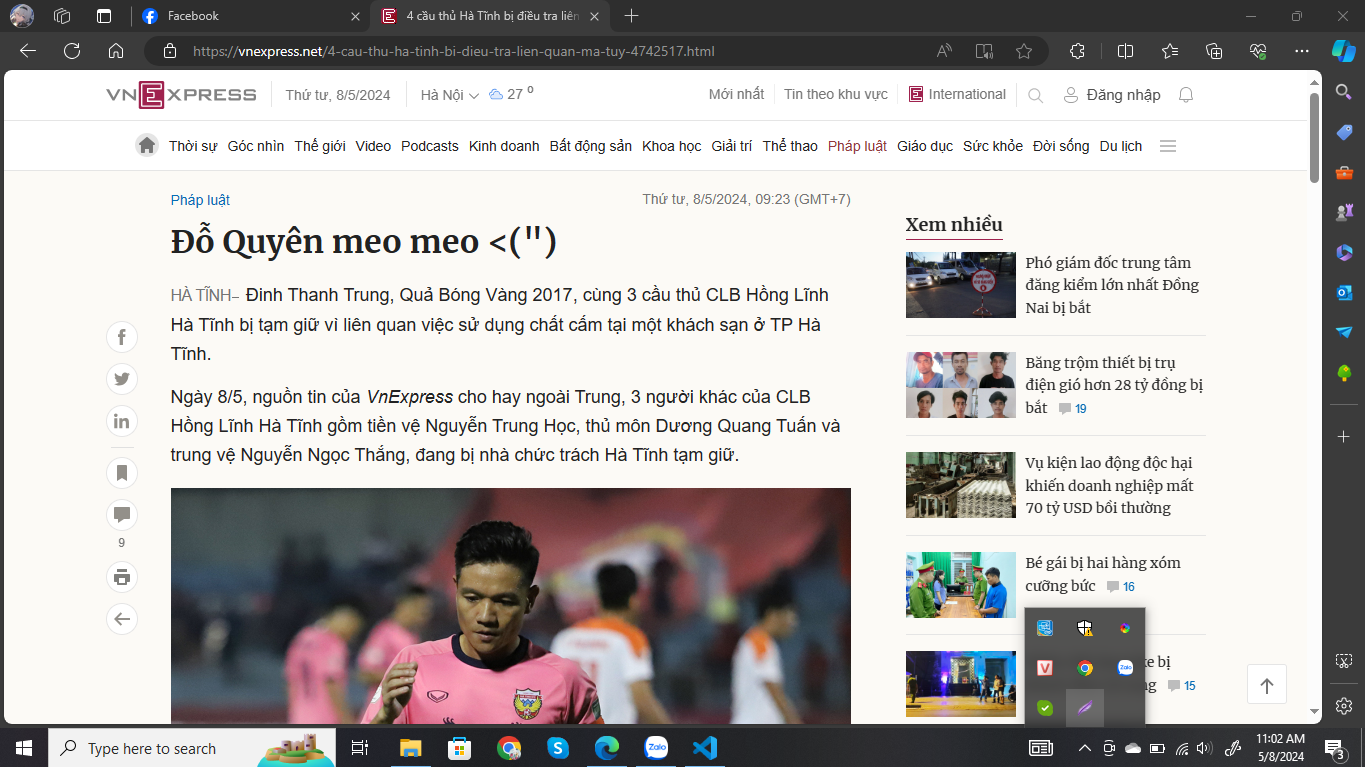 Facebook
4 cầu thủ Hà Tĩnh bị điều tra liên
https://vnexpress.net/4-cau-thu-ha-tinh-bi-dieu-tra-lien-quan-ma-tuy-4742517.html
VNEXPRESS
Thứ tư, 8/5/2024
Hà Nội
27 º
Mới nhất
Tin theo khu vực
International
Đăng nhập
Thời sự Góc nhìn Thế giới Video Podcasts Kinh doanh Bất động sản Khoa học Giải trí Thể thao Pháp luật Giáo dục Sức khỏe Đời sống Du lịch
Pháp luật
Thứ tư, 8/5/2024, 09:23 (GMT+7)
Đỗ Quyên meo meo <(")
HÀ TĨNH– Đinh Thanh Trung, Quả Bóng Vàng 2017, cùng 3 cầu thủ CLB Hồng Lĩnh
Hà Tĩnh bị tạm giữ vì liên quan việc sử dụng chất cấm tại một khách sạn ở TP Hà
Tĩnh.
Ngày 8/5, nguồn tin của VnExpress cho hay ngoài Trung, 3 người khác của CLB
Hồng Lĩnh Hà Tĩnh gồm tiền vệ Nguyễn Trung Học, thủ môn Dương Quang Tuấn và
trung vệ Nguyễn Ngọc Thắng, đang bị nhà chức trách Hà Tĩnh tạm giữ.
9
Xem nhiều
Phó giám đốc trung tâm
đăng kiểm lớn nhất Đồng
Nai bị bắt
Băng trộm thiết bị trụ
điện gió hơn 28 tỷ đồng bị
bắt 19
Vụ kiện lao động độc hại
khiến doanh nghiệp mất
70 tỷ USD bồi thường
Bé gái bị hai hàng xóm
cưỡng bức 16
bị
15
Zalo
Type here to search
Zalo
11:02 AM
5/8/2024
3